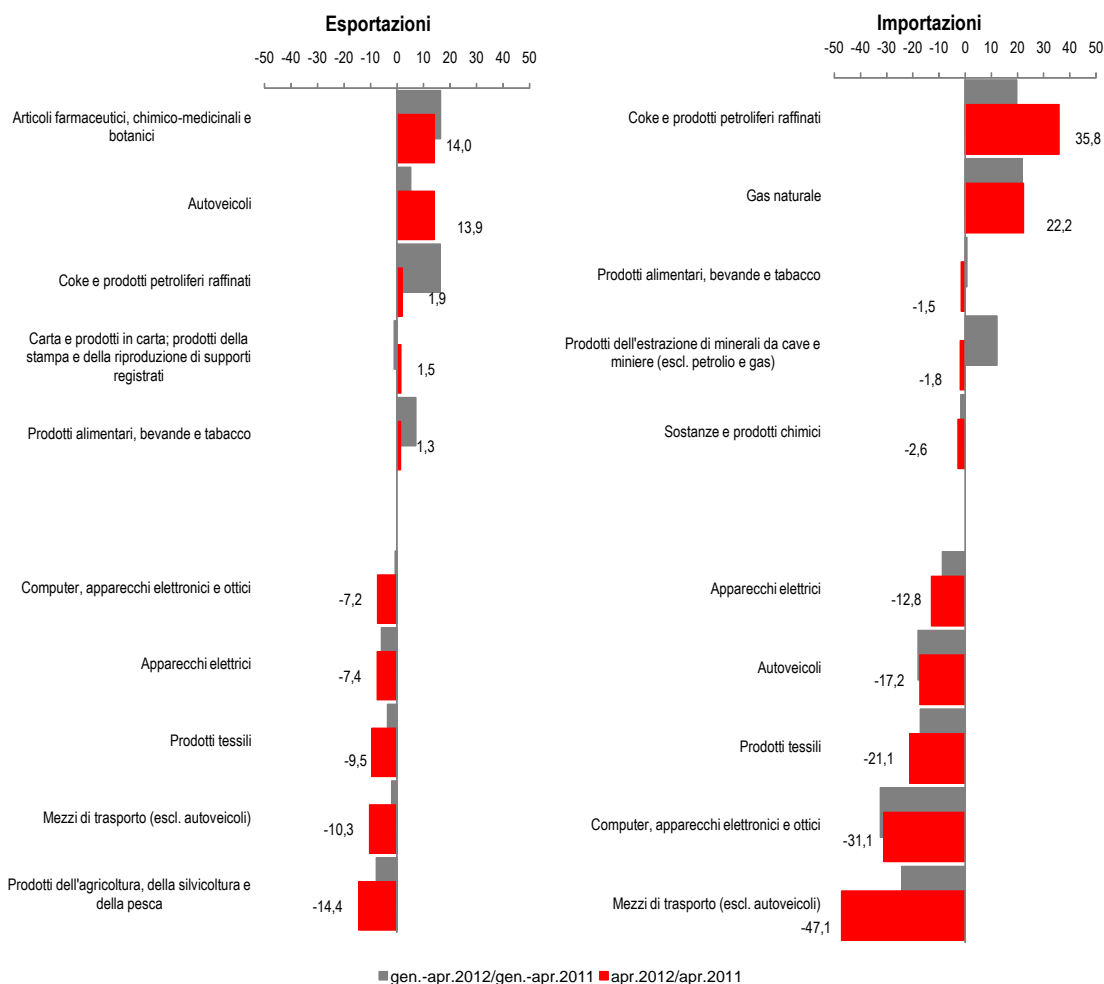 Esportazioni
-50 -40 -30 -20 -10 0 10 20 30 40 50
Articoli farmaceutici, chimico-medicinali e
botanici
14,0
Autoveicoli
13,9
Coke e prodotti petroliferi raffinati
1,9
Carta e prodotti in carta; prodotti della
stampa e della riproduzione di supporti
registrati
1,5
Prodotti alimentari, bevande e tabacco
1,3
Computer, apparecchi elettronici e ottici
-7,2
Apparecchi elettrici
-7,4
Prodotti tessili
-9,5
Mezzi di trasporto (escl. autoveicoli)
-10,3
Prodotti dell'agricoltura, della silvicoltura e
della pesca
-14,4
Importazioni
-50 -40 -30 -20 -10 0 10 20 30 40 50
Coke e prodotti petroliferi raffinati
35,8
Gas naturale
22,2
Prodotti alimentari, bevande e tabacco
-1,5
Prodotti dell'estrazione di minerali da cave e
miniere (escl. petrolio e gas)
-1,8
Sostanze e prodotti chimici
-2,6
Apparecchi elettrici
-12,8
Autoveicoli
-17,2
Prodotti tessili
-21,1
Computer, apparecchi elettronici e ottici
-31,1
Mezzi di trasporto (escl. autoveicoli)
-47,1
gen.-apr.2012/gen.-apr.2011 apr.2012/apr.2011